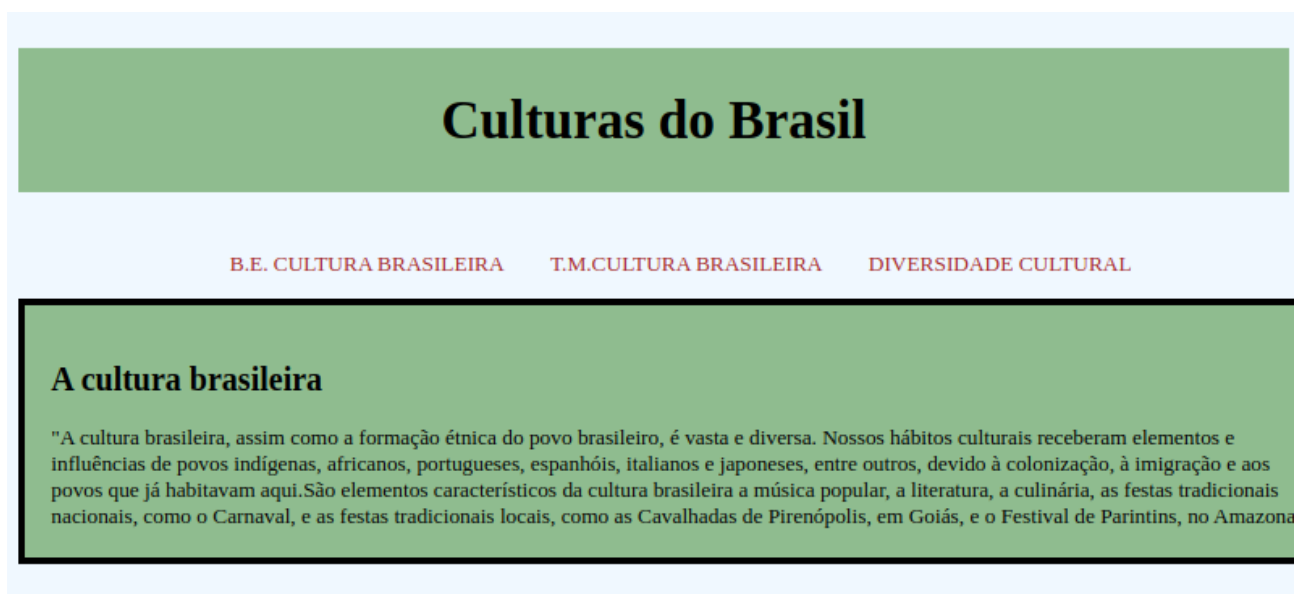 Culturas do Brasil
B.E. CULTURA BRASILEIRA T.M.CULTURA BRASILEIRA DIVERSIDADE CULTURAL
A cultura brasileira
"A cultura brasileira, assim como a formação étnica do povo brasileiro, é vasta e diversa. Nossos hábitos culturais receberam elementos e
influências de povos indígenas, africanos, portugueses, espanhóis, italianos e japoneses, entre outros, devido à colonização, à imigração e aos
povos que já habitavam aqui.São elementos característicos da cultura brasileira a música popular, a literatura, a culinária, as festas tradicionais
nacionais, como o Carnaval, e as festas tradicionais locais, como as Cavalhadas de Pirenópolis, em Goiás, e o Festival de Parintins, no Amazona